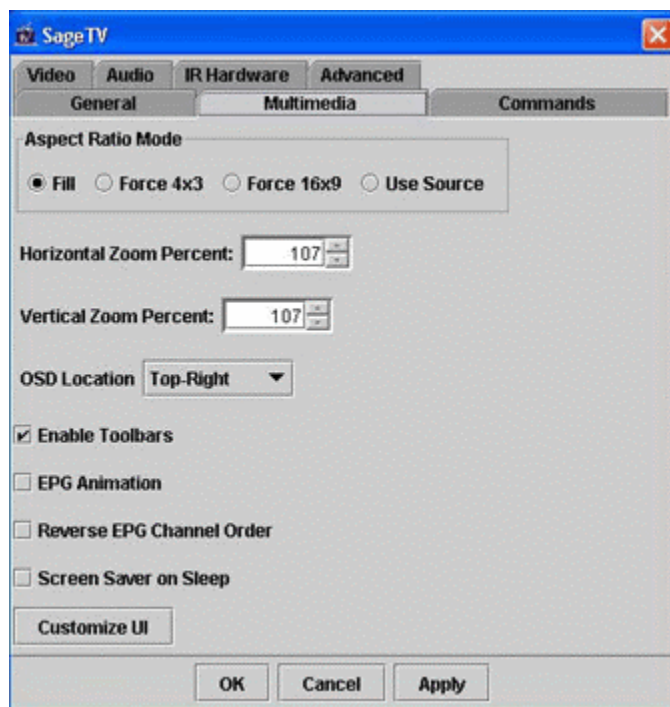 SageTV
Video Audio IR Hardware Advanced
General Multimedia Commands
Aspect Ratio Mode
Fill Force 4x3 Force 16x9 Use Source
Horizontal Zoom Percent: 107
Vertical Zoom Percent: 107
OSD Location Top-Right
Enable Toolbars
EPG Animation
Reverse EPG Channel Order
Screen Saver on Sleep
Customize UI
OK Cancel Apply